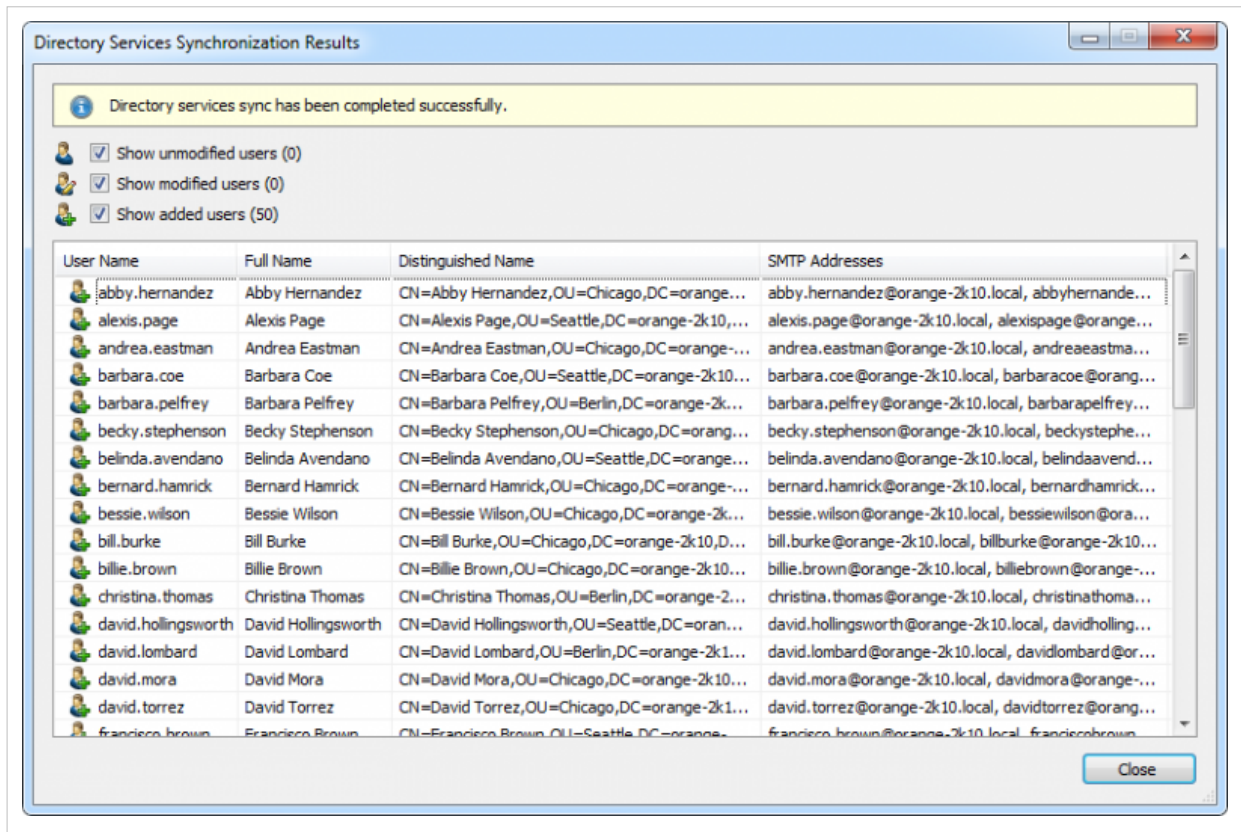 Directory Services Synchronization Results
Directory services sync has been completed successfully.
Show unmodified users (0)
Show modified users (0)
Show added users (50)
User Name Full Name Distinguished Name SMTP Addresses
abby.hernandez Abby Hernandez CN=Abby Hernandez,OU=Chicago,DC=orange... abby.hernandez@orange-2k10.local, abbyhernande...
alexis.page Alexis Page CN=Alexis Page,OU=Seattle,DC=orange-2k10,... alexis.page@orange-2k10.local, alexispage@orange...
andrea.eastman Andrea Eastman CN=Andrea Eastman,OU=Chicago,DC=orange-... andrea.eastman@orange-2k10.local, andreaeastma...
barbara.coe Barbara Coe CN=Barbara Coe,OU=Seattle,DC=orange-2k10... barbara.coe@orange-2k10.local, barbaracoe@orang...
barbara.pelfrey Barbara Pelfrey CN=Barbara Pelfrey,OU=Berlin,DC=orange-2k... barbara.pelfrey@orange-2k10.local, barbarapelfrey...
becky.stephenson Becky Stephenson CN=Becky Stephenson,OU=Chicago,DC=orang... becky.stephenson@orange-2k10.local, beckystephe...
belinda.avendano Belinda Avendano CN=Belinda Avendano,OU=Seattle,DC=orange... belinda.avendano@orange-2k10.local, belindaavend...
bernard.hamrick Bernard Hamrick CN=Bernard Hamrick,OU=Chicago,DC=orange-... bernard.hamrick@orange-2k10.local, bernardhamrick...
bessie.wilson Bessie Wilson CN=Bessie Wilson,OU=Chicago,DC=orange-2k... bessie.wilson@orange-2k10.local, bessiewilson@ora...
bill.burke Bill Burke CN=Bill Burke,OU=Chicago,DC=orange-2k10,D... bill.burke@orange-2k10.local, billburke@orange-2k10...
billie.brown Billie Brown CN=Billie Brown,OU=Chicago,DC=orange-2k10... billie.brown@orange-2k10.local, billiebrown@orange-...
christina.thomas Christina Thomas CN=Christina Thomas,OU=Berlin,DC=orange-2... christina.thomas@orange-2k10.local, christinathoma...
david.hollingsworth David Hollingsworth CN=David Hollingsworth,OU=Seattle,DC=oran... david.hollingsworth@orange-2k10.local, davidholling...
david.lombard David Lombard CN=David Lombard,OU=Berlin,DC=orange-2k1... david.lombard@orange-2k10.local, davidlombard@or...
david.mora David Mora CN=David Mora,OU=Chicago,DC=orange-2k10... david.mora@orange-2k10.local, davidmora@orange-...
david.torrez David Torrez CN=David Torrez,OU=Chicago,DC=orange-2k1... david.torrez@orange-2k10.local, davidtorrez@orang...
francisco.brown Francisco Brown CN=Francisco Brown,OU=Seattle,DC=orange- francisco.brown@orange-2k10.local, franciscobrown
Close